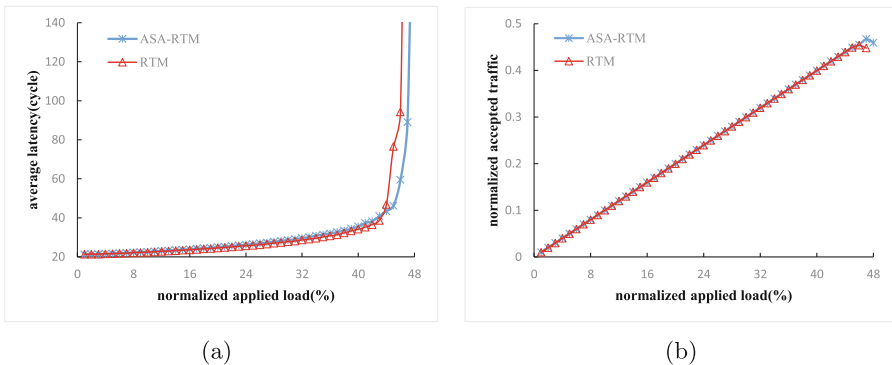 140
120
100
80
60
40
20
0 8 16 24 32 40 48
average latency(cycle)
normalized applied load(%)
ASA-RTM
RTM
(a)
0.5
0.4
0.3
0.2
0.1
0
0 8 16 24 32 40 48
normalized accepted traffic
normalized applied load(%)
ASA-RTM
RTM
(b)